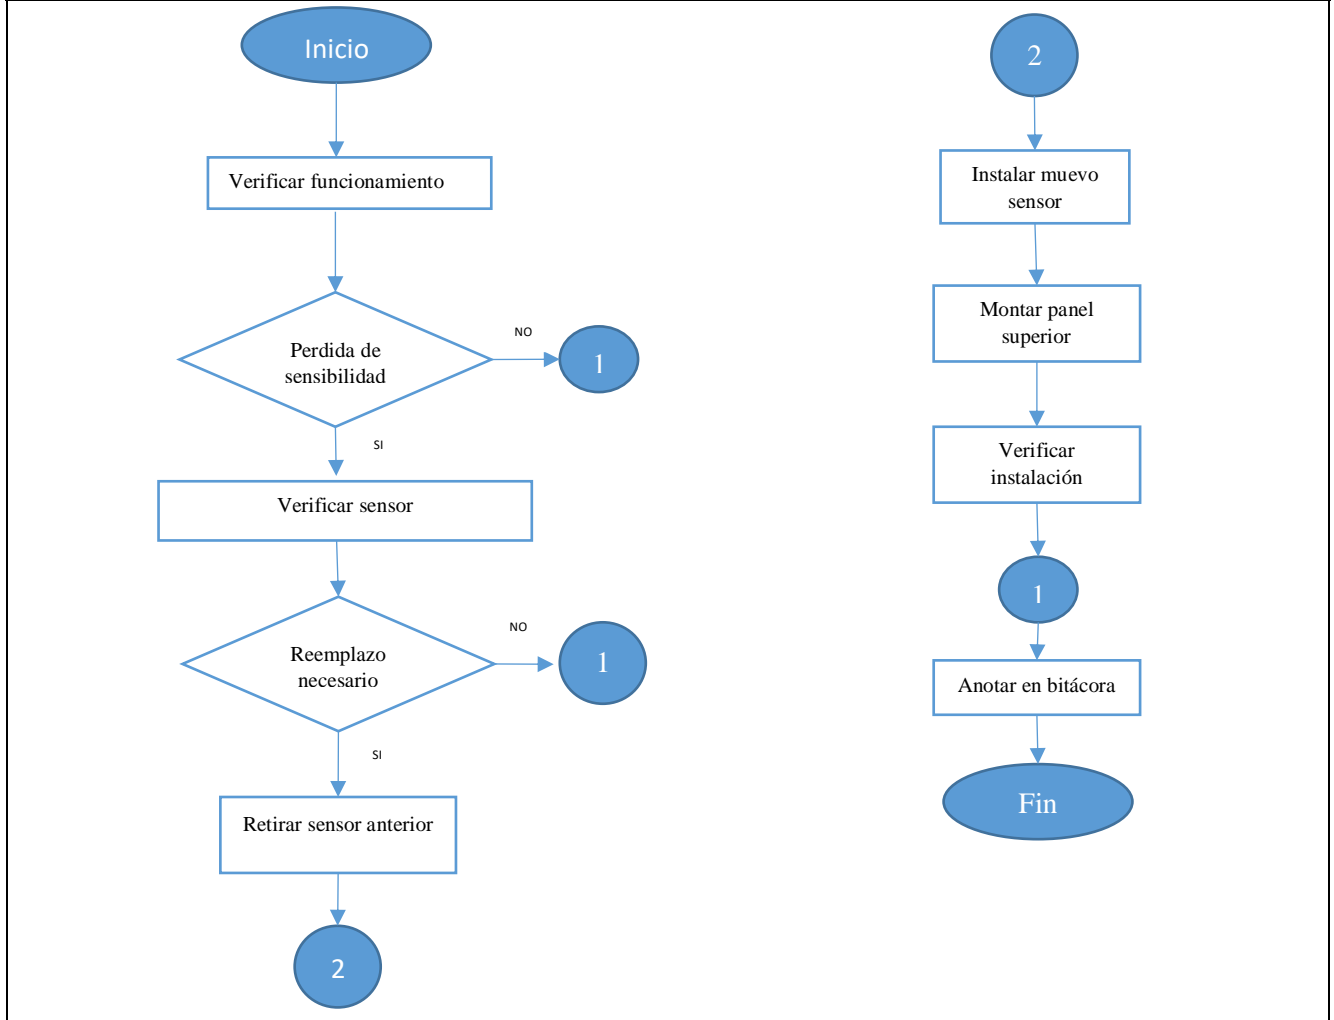 Inicio
Verificar funcionamiento
Perdida de
sensibilidad
NO
1
SI
Verificar sensor
Reemplazo
necesario
NO
1
SI
Retirar sensor anterior
2
2
Instalar muevo
sensor
Montar panel
superior
Verificar
instalación
1
Anotar en bitácora
Fin